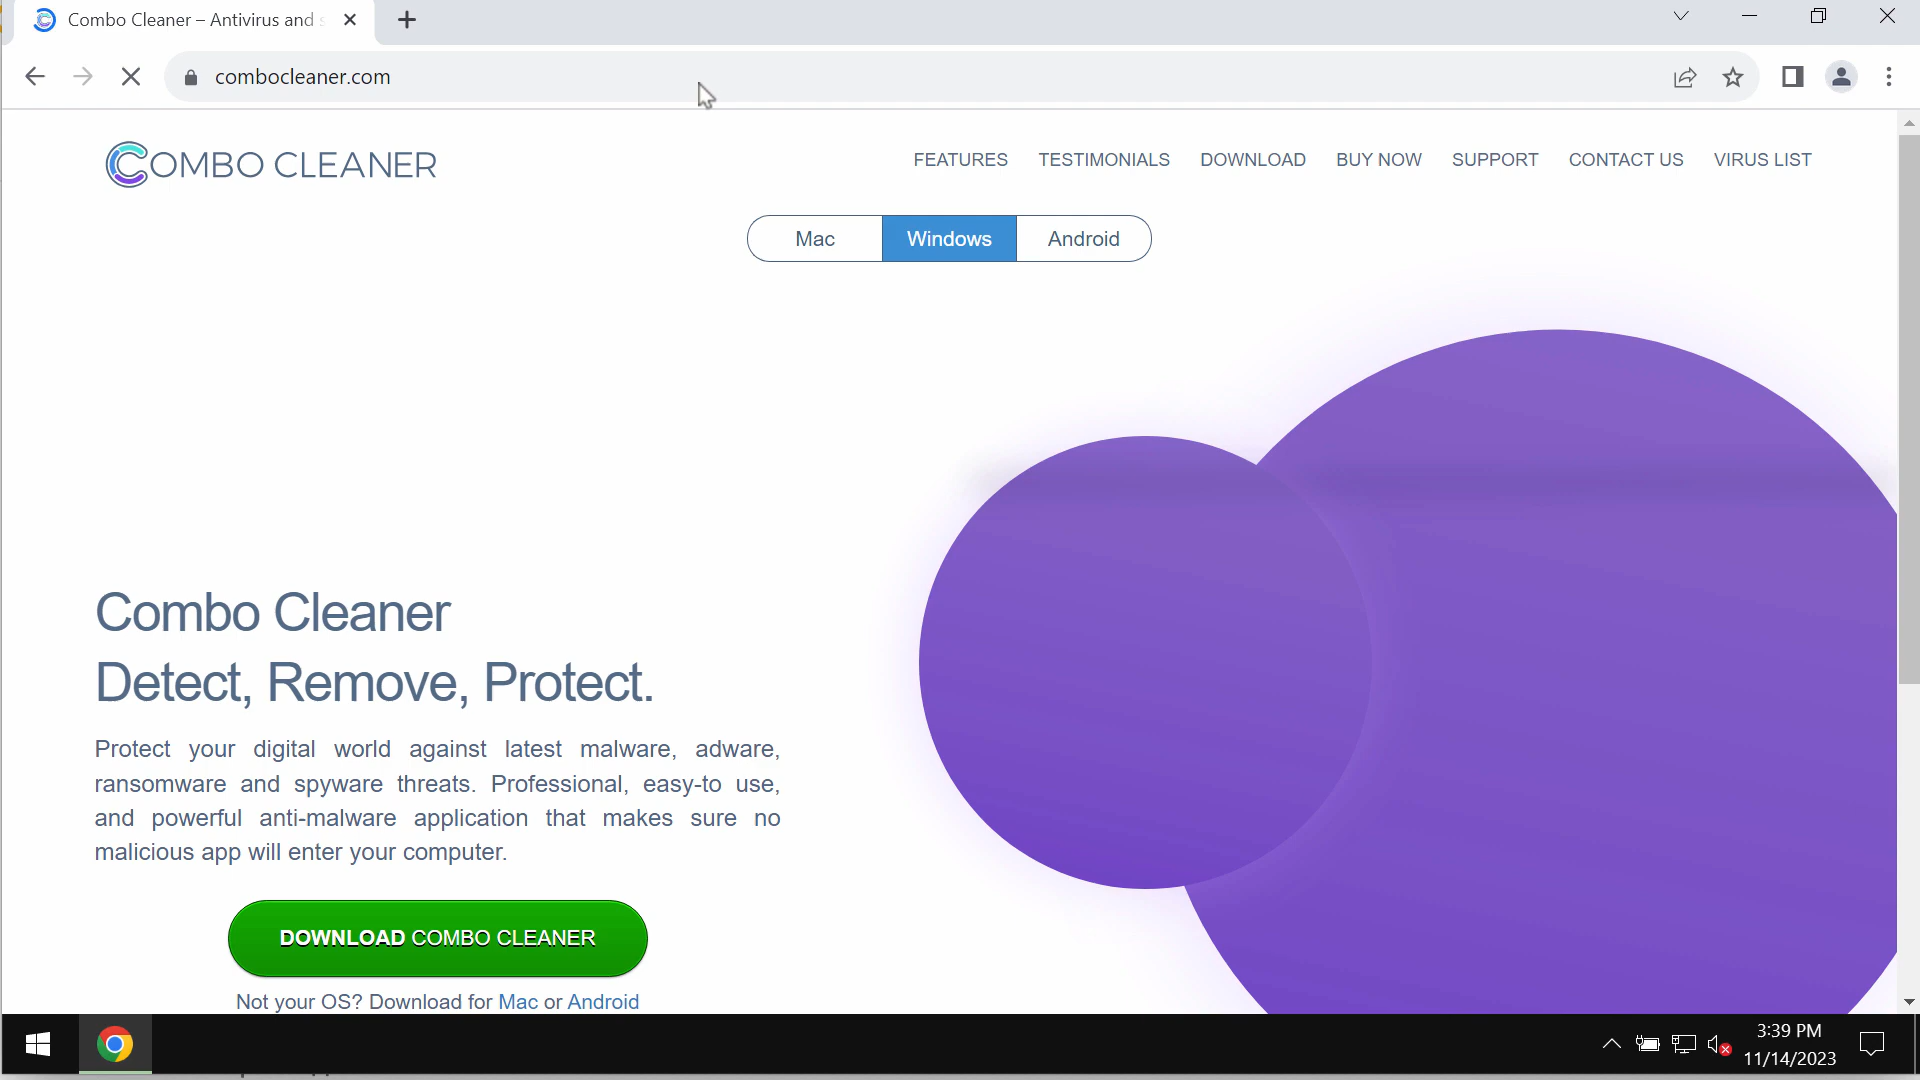 Combo Cleaner – Antivirus and
combocleaner.com
COMBO CLEANER
FEATURES TESTIMONIALS DOWNLOAD BUY NOW SUPPORT CONTACT US VIRUS LIST
Mac Windows Android
Combo Cleaner
Detect, Remove, Protect.
Protect your digital world against latest malware, adware,
ransomware and spyware threats. Professional, easy-to use,
and powerful anti-malware application that makes sure no
malicious app will enter your computer.
DOWNLOAD COMBO CLEANER
Not your OS? Download for Mac or Android
3:39 PM
11/14/2023